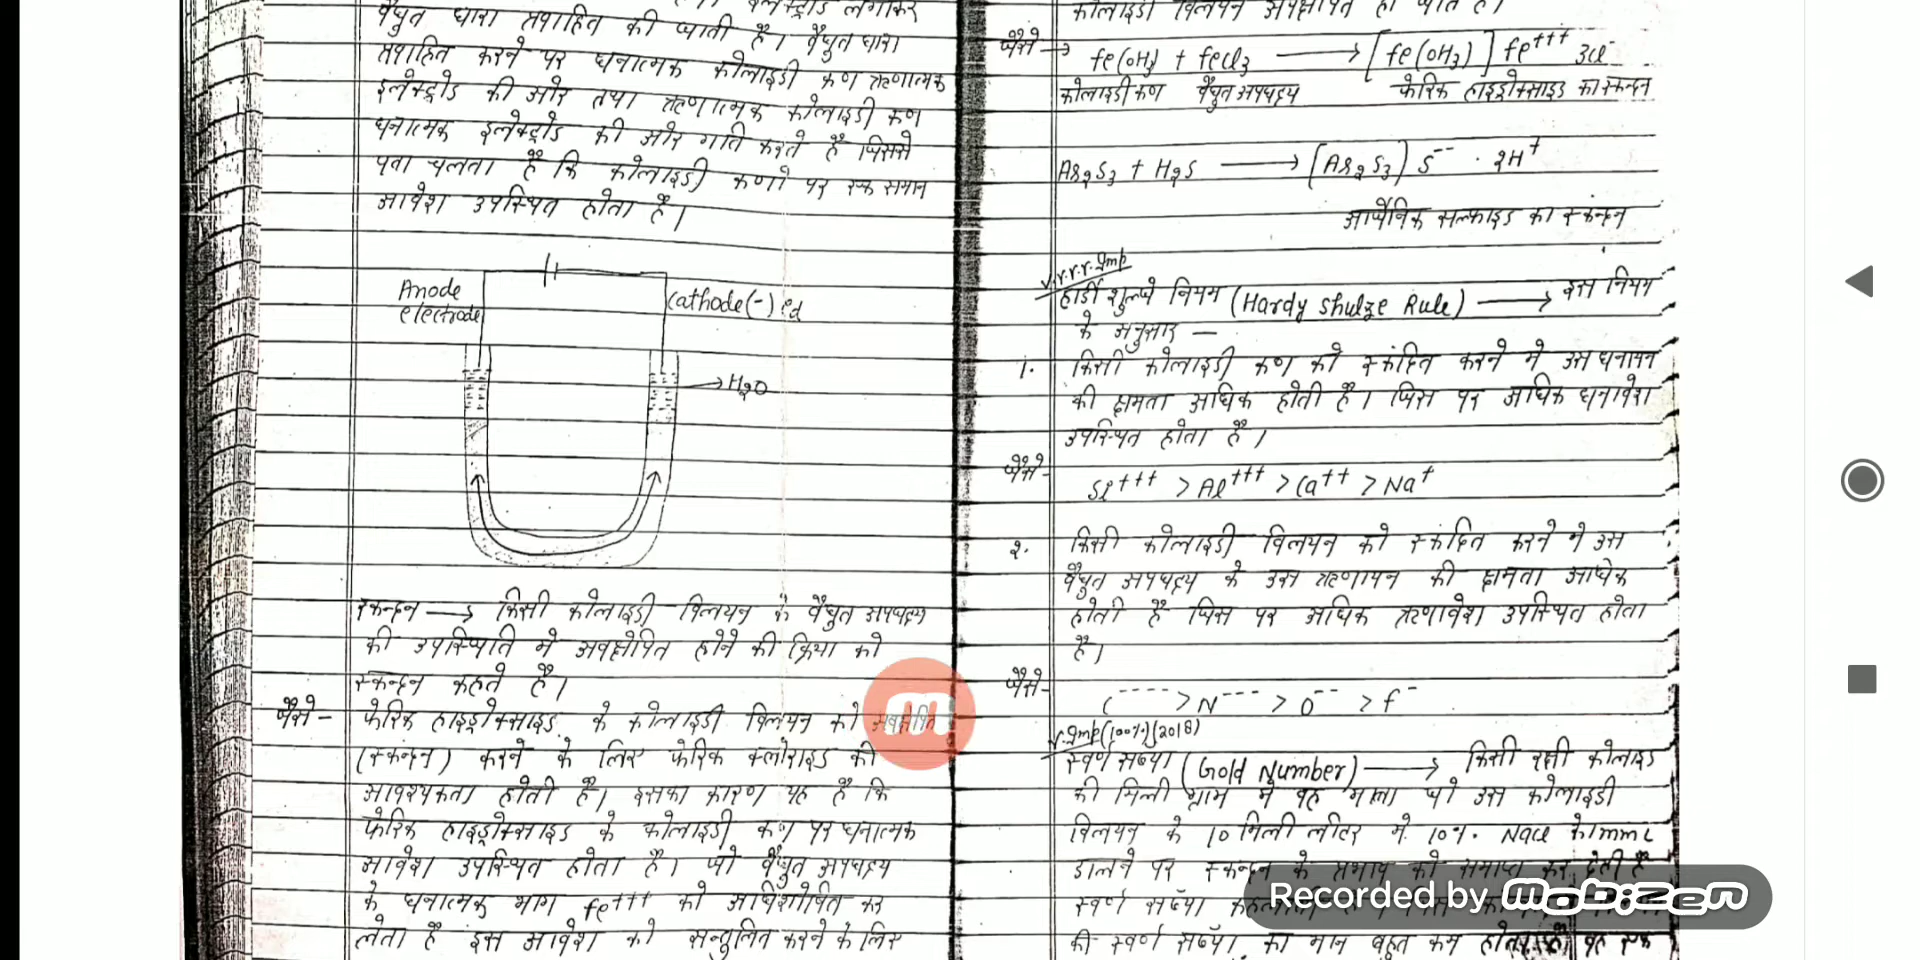 वैधुत धारा प्रवाहित की जाती है। वैधुत धारा
प्रवाहित करने पर धनात्मक कोलाइडी कण ऋणात्मक
इलेक्ट्रोड की ओर तथा ऋणात्मक कोलाइडी कण
धनात्मक इलेक्ट्रोड की ओर गति करते है जिससे
पता चलता है कि कोलाइडी कणो पर एक समान
आवेश उपस्थित होता है।
Anode
electrode
Cathode(-) ed
H2O
स्कन्दन → किसी कोलाइडी विलयन के वैधुत अपघट्य
की उपस्थिति मे अवक्षेपित होने की क्रिया को
स्कन्दन कहते है।
जैसे - फेरिक हाइड्रोक्साइड के कोलाइडी विलयन को अवक्षेपित
(स्कंदन) करने के लिए फेरिक क्लोराइड की
आवश्यकता होती है। इसका कारण यह है कि
फेरिक हाइड्रोक्साइड के कोलाइडी कण पर धनात्मक
आवेश उपस्थित होता है। जो वैधुत अपघट्य
के धनात्मक भाग fe+++ को अधिशोषित कर
लेता है इस आवेश को सन्तुलित करने के लिए
कोलाइडी विलयन अवक्षेपित हो जाते है।
जैसे → fe(OH)3 + feCl3 → [fe(OH3)] fe+++ 3Cl-
कोलाइडी कण वैधुत अपघट्य फेरिक हाइड्रोक्साइड का स्कन्दन
As2S3 + H2S → [As2S3] S-- . 2H+
आर्सेनिक सल्फाइड का स्कंन्दन
v.v.v.v. Imp
हार्डी शुल्जे नियम (Hardy Shulze Rule) → इस नियम
के अनुसार —
1. किसी कोलाइडी कण को स्कंदित करने मे उस धनायन
की क्षमता अधिक होती है। जिस पर अधिक धनावेश
उपस्थित होता है।
जैसे- Si+++ > Al+++ > Ca++ > Na+
2. किसी कोलाइडी विलयन को स्कंदित करने मे उस
वैधुत अपघट्य के उस ऋणायन की क्षमता अधिक
होती है जिस पर अधिक ऋणावेश उपस्थित होता
है।
जैसे- C---- > N--- > O-- > f-
v.Imp (100%) (2018)
स्वर्ण संख्या (Gold Number) → किसी रक्षी कोलाइड
की मिली ग्राम मे वह मात्रा जो उस कोलाइडी
विलयन के 10 मिली लीटर मे 10%. NaCl के
डालने पर स्कन्दन के प्रभाव को समाप्त कर देती है
स्वर्ण संख्या
की स्वर्ण संख्या का मान बहुत कम
Recorded by Mobizen